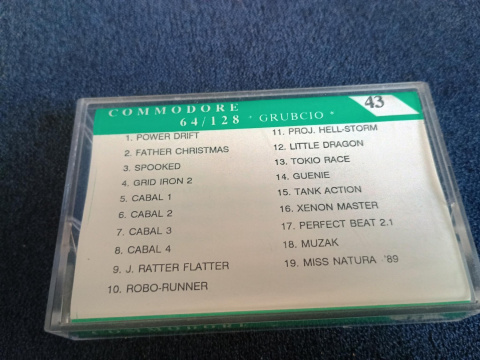 COMMODORE
64/128 * GRUBCIO *
43
1. POWER DRIFT
2. FATHER CHRISTMAS
3. SPOOKED
4. GRID IRON 2
5. CABAL 1
6. CABAL 2
7. CABAL 3
8. CABAL 4
9. J. RATTER FLATTER
10. ROBO-RUNNER
11. PROJ. HELL-STORM
12. LITTLE DRAGON
13. TOKIO RACE
14. GUENIE
15. TANK ACTION
16. XENON MASTER
17. PERFECT BEAT 2.1
18. MUZAK
19. MISS NATURA '89
COMMODORE